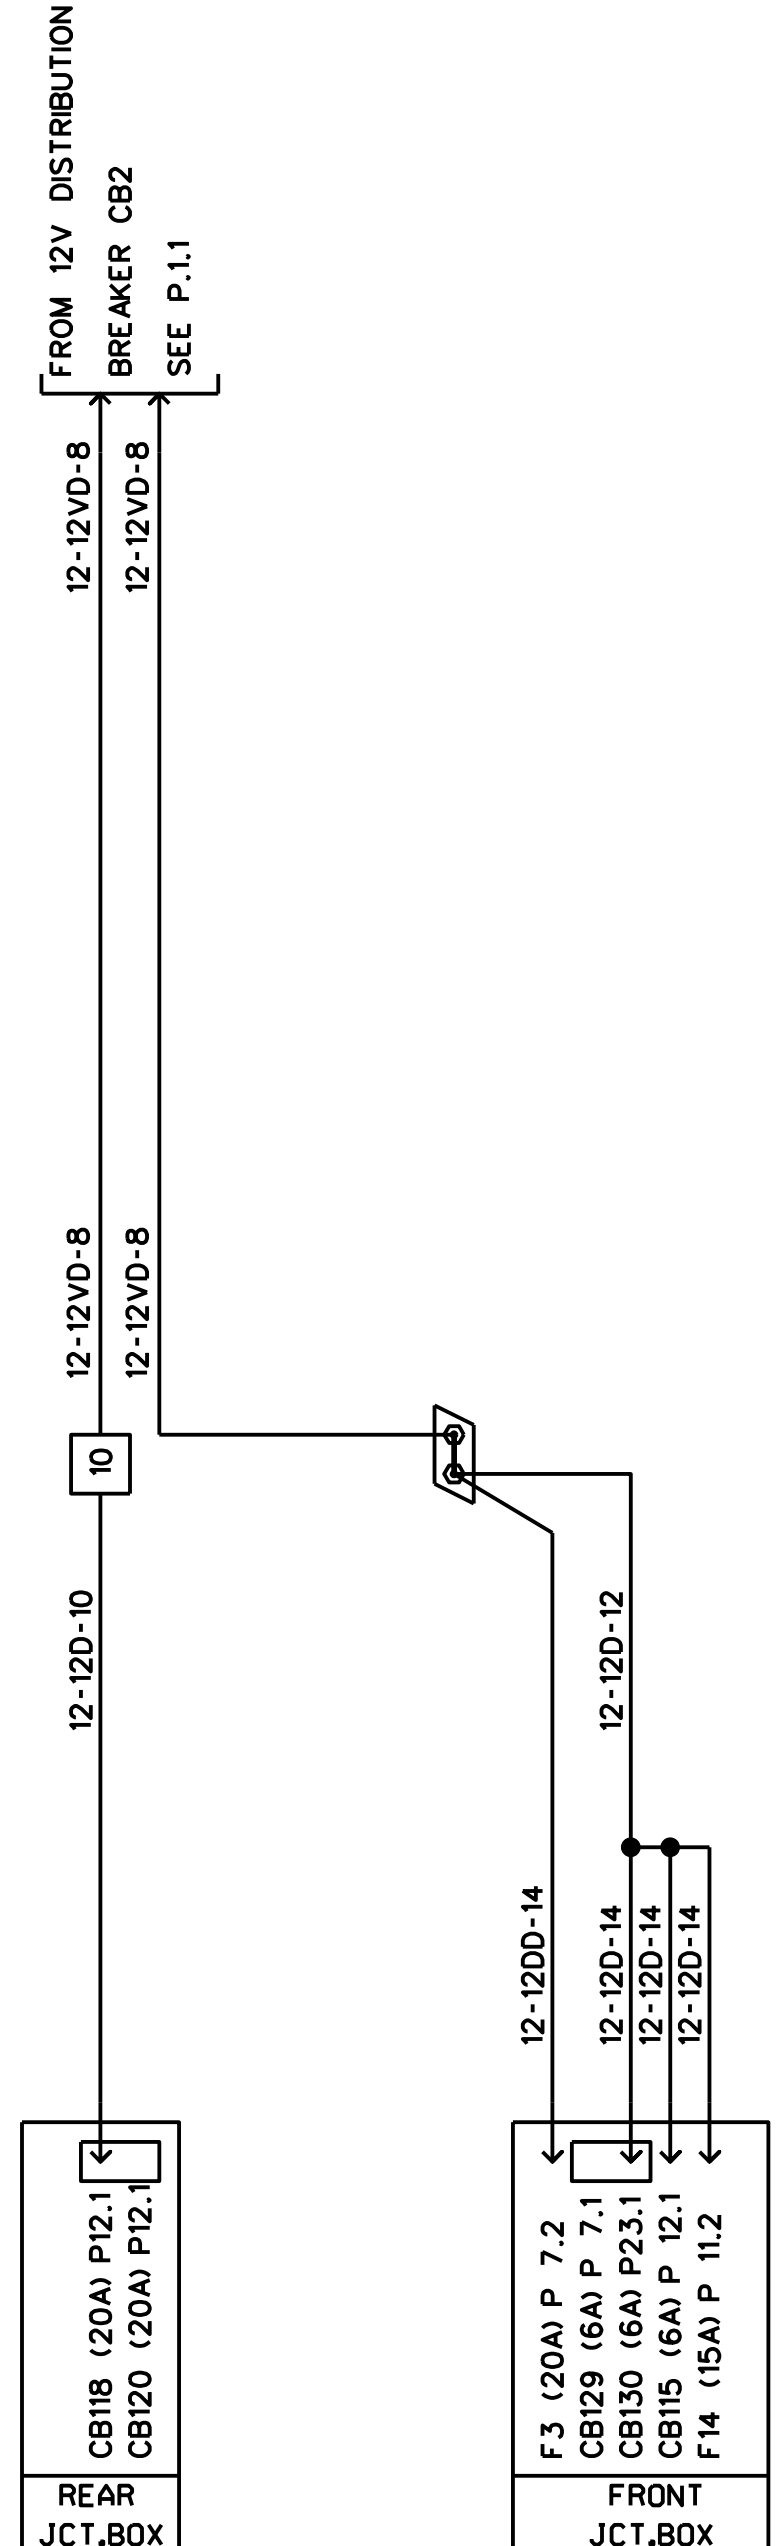 FROM 12V DISTRIBUTION
BREAKER CB2
SEE P.1.1
12-12VD-8
12-12VD-8
12-12VD-8
12-12VD-8
10
12-12D-10
12-12D-12
12-12DD-14
12-12D-14
12-12D-14
12-12D-14
CB118 (20A) P12.1
CB120 (20A) P12.1
REAR
JCT.BOX
F3 (20A) P 7.2
CB129 (6A) P 7.1
CB130 (6A) P23.1
CB115 (6A) P 12.1
F14 (15A) P 11.2
FRONT
JCT.BOX